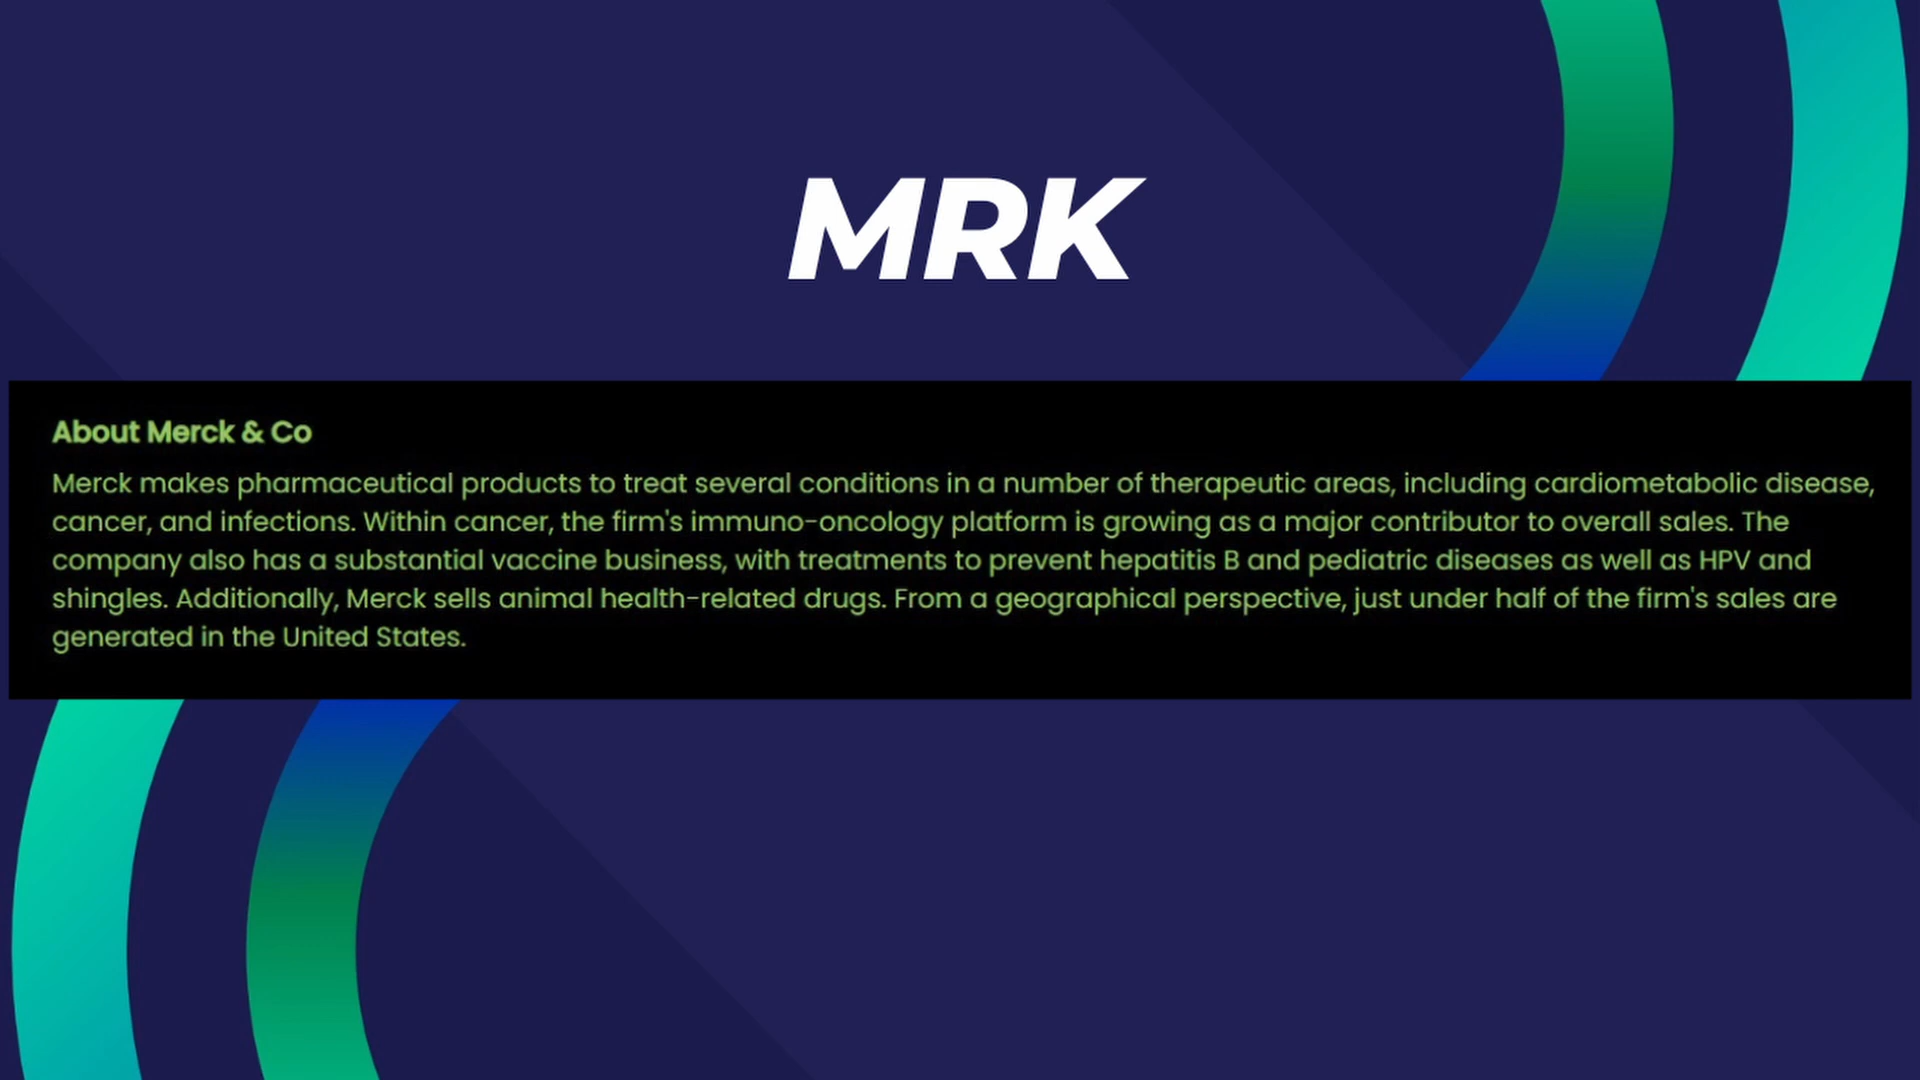 MRK
About Merck & Co
Merck makes pharmaceutical products to treat several conditions in a number of therapeutic areas, including cardiometabolic disease,
cancer, and infections. Within cancer, the firm's immuno-oncology platform is growing as a major contributor to overall sales. The
company also has a substantial vaccine business, with treatments to prevent hepatitis B and pediatric diseases as well as HPV and
shingles. Additionally, Merck sells animal health-related drugs. From a geographical perspective, just under half of the firm's sales are
generated in the United States.